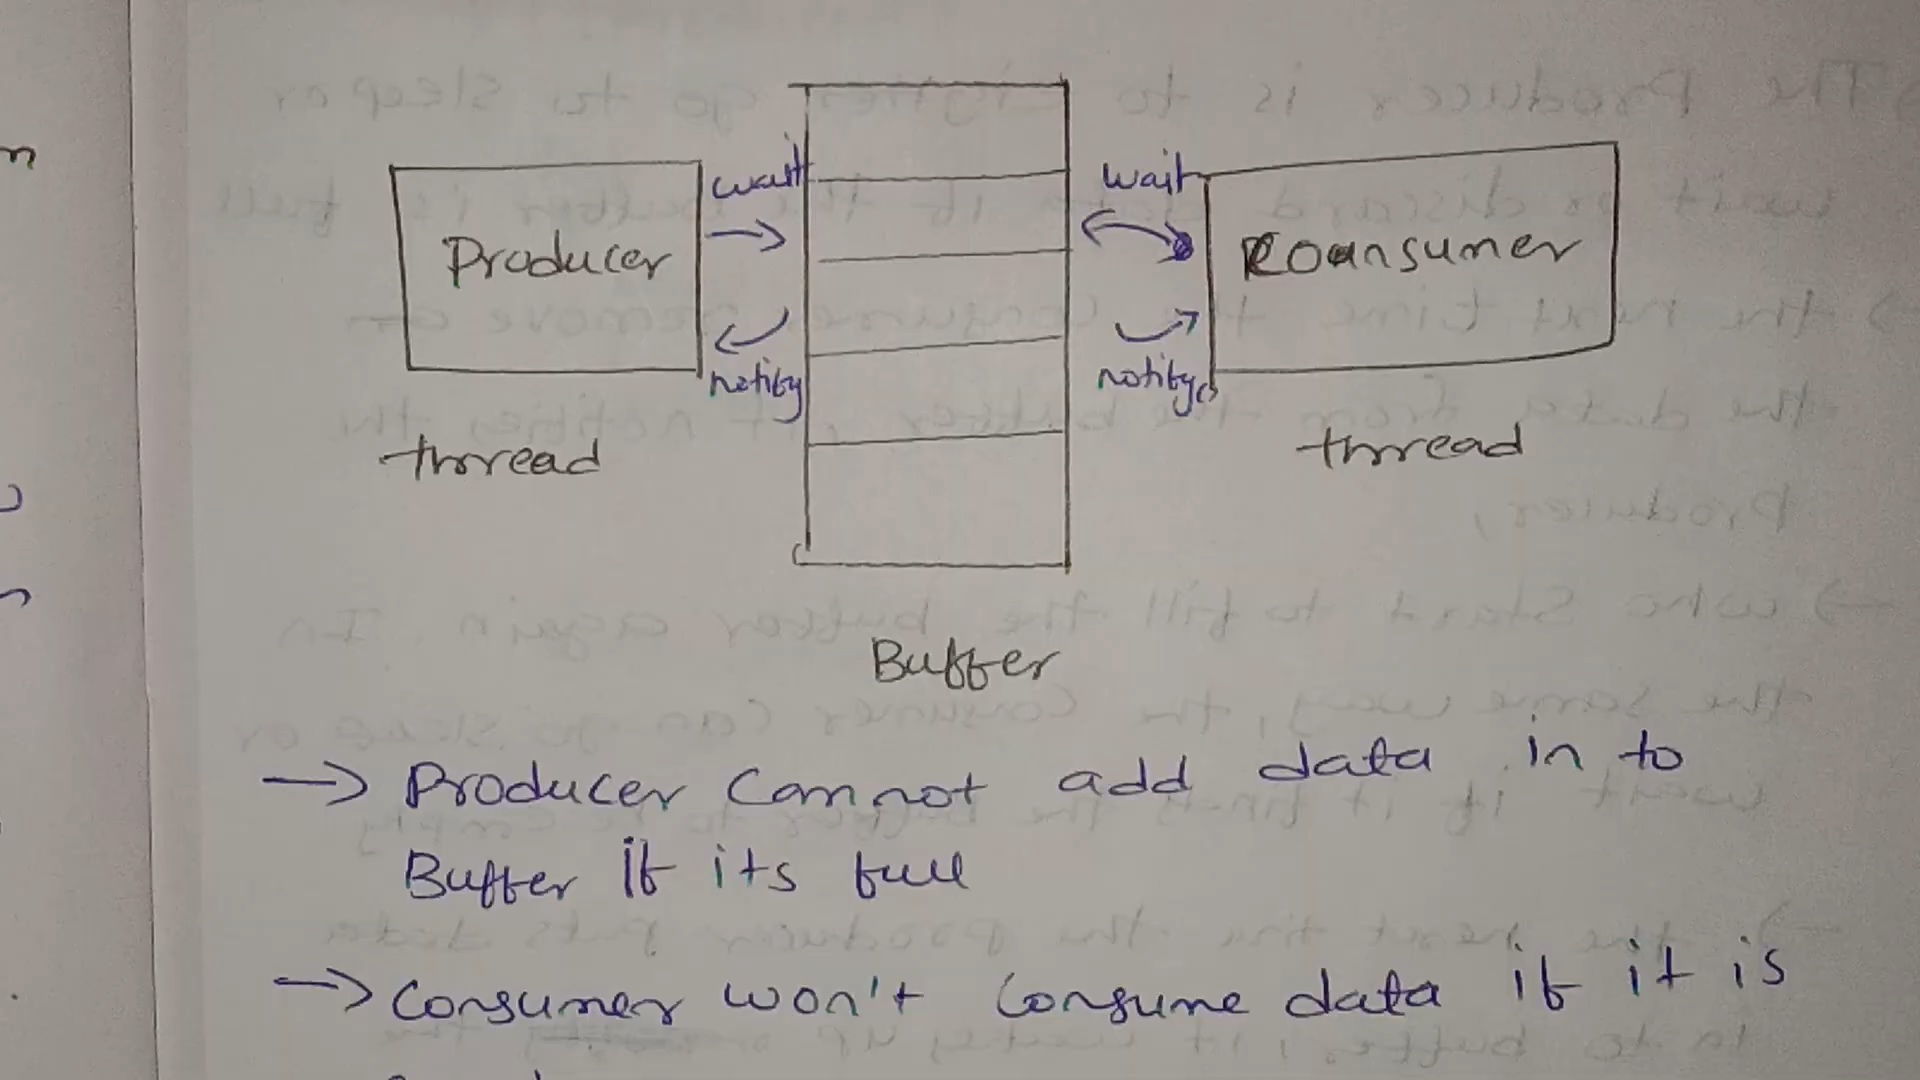 wait
wait
Producer
Consumer
notify
notify
thread
thread
Buffer
→ Producer cannot add data in to
Buffer if its full
→ Consumer won't consume data if it is